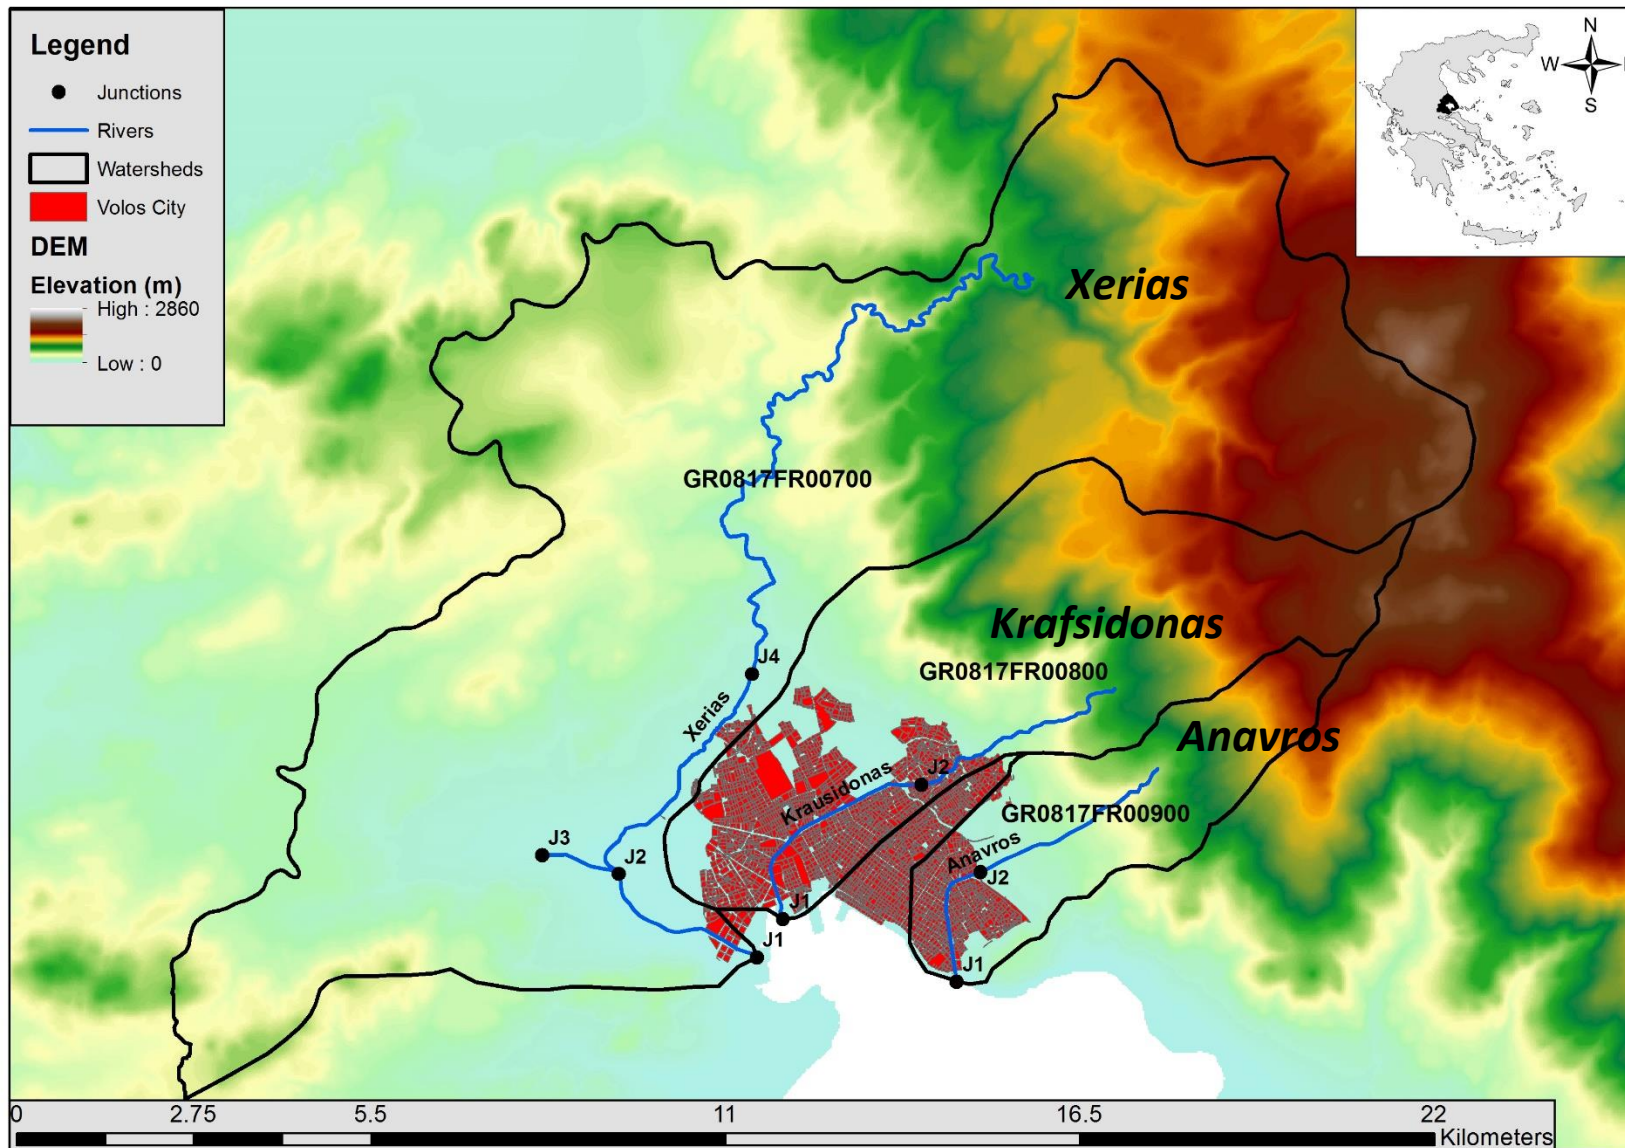 Legend
Junctions
Rivers
Watersheds
Volos City
DEM
Elevation (m)
High : 2860
Low : 0
N
W
S
Xerias
GR0817FR00700
Krafsidonas
GR0817FR00800
J4
Xerias
Anavros
J2
Krausidonas
GR0817FR00900
J3
J2
Anavros
J2
J1
J1
J1
0 2.75 5.5 11 16.5 22
Kilometers